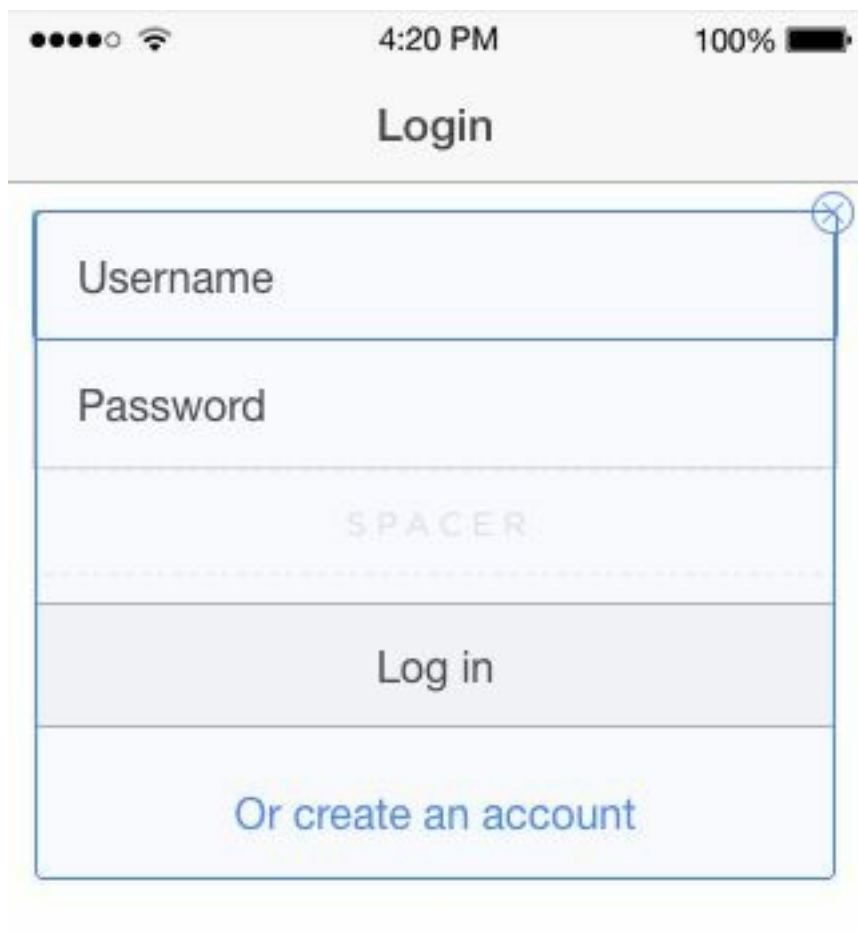 4:20 PM 100%
Login
Username
Password
SPACER
Log in
Or create an account